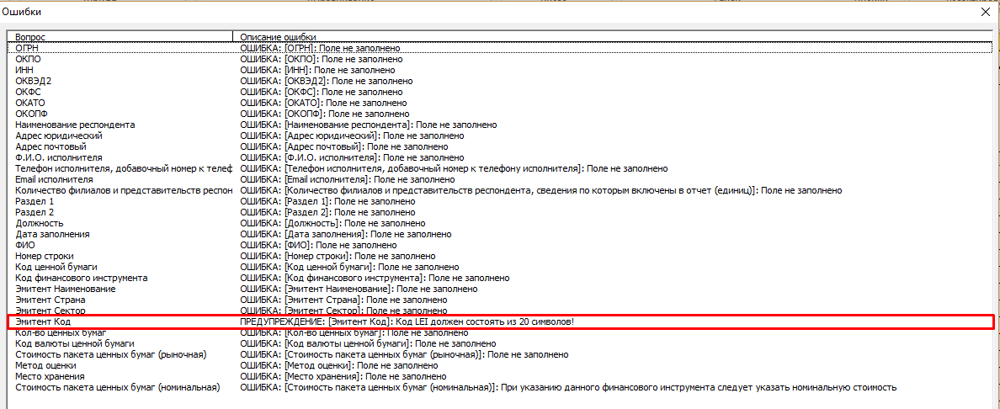 Ошибки
Вопрос Описание ошибки
ОГРН ОШИБКА: [ОГРН]: Поле не заполнено
ОКПО ОШИБКА: [ОКПО]: Поле не заполнено
ИНН ОШИБКА: [ИНН]: Поле не заполнено
ОКВЭД2 ОШИБКА: [ОКВЭД2]: Поле не заполнено
ОКФС ОШИБКА: [ОКФС]: Поле не заполнено
ОКАТО ОШИБКА: [ОКАТО]: Поле не заполнено
ОКОПФ ОШИБКА: [ОКОПФ]: Поле не заполнено
Наименование респондента ОШИБКА: [Наименование респондента]: Поле не заполнено
Адрес юридический ОШИБКА: [Адрес юридический]: Поле не заполнено
Адрес почтовый ОШИБКА: [Адрес почтовый]: Поле не заполнено
Ф.И.О. исполнителя ОШИБКА: [Ф.И.О. исполнителя]: Поле не заполнено
Телефон исполнителя, добавочный номер к телеф ОШИБКА: [Телефон исполнителя, добавочный номер к телефону исполнителя]: Поле не заполнено
Email исполнителя ОШИБКА: [Email исполнителя]: Поле не заполнено
Количество филиалов и представительств респон ОШИБКА: [Количество филиалов и представительств респондента, сведения по которым включены в отчет (единиц)]: Поле не заполнено
Раздел 1 ОШИБКА: [Раздел 1]: Поле не заполнено
Раздел 2 ОШИБКА: [Раздел 2]: Поле не заполнено
Должность ОШИБКА: [Должность]: Поле не заполнено
Дата заполнения ОШИБКА: [Дата заполнения]: Поле не заполнено
ФИО ОШИБКА: [ФИО]: Поле не заполнено
Номер строки ОШИБКА: [Номер строки]: Поле не заполнено
Код ценной бумаги ОШИБКА: [Код ценной бумаги]: Поле не заполнено
Код финансового инструмента ОШИБКА: [Код финансового инструмента]: Поле не заполнено
Эмитент Наименование ОШИБКА: [Эмитент Наименование]: Поле не заполнено
Эмитент Страна ОШИБКА: [Эмитент Страна]: Поле не заполнено
Эмитент Сектор ОШИБКА: [Эмитент Сектор]: Поле не заполнено
Эмитент Код ПРЕДУПРЕЖДЕНИЕ: [Эмитент Код]: Код LEI должен состоять из 20 символов!
Кол-во ценных бумаг ОШИБКА: [Кол-во ценных бумаг]: Поле не заполнено
Код валюты ценной бумаги ОШИБКА: [Код валюты ценной бумаги]: Поле не заполнено
Стоимость пакета ценных бумаг (рыночная) ОШИБКА: [Стоимость пакета ценных бумаг (рыночная)]: Поле не заполнено
Метод оценки ОШИБКА: [Метод оценки]: Поле не заполнено
Место хранения ОШИБКА: [Место хранения]: Поле не заполнено
Стоимость пакета ценных бумаг (номинальная) ОШИБКА: [Стоимость пакета ценных бумаг (номинальная)]: При указанию данного финансового инструмента следует указать номинальную стоимость